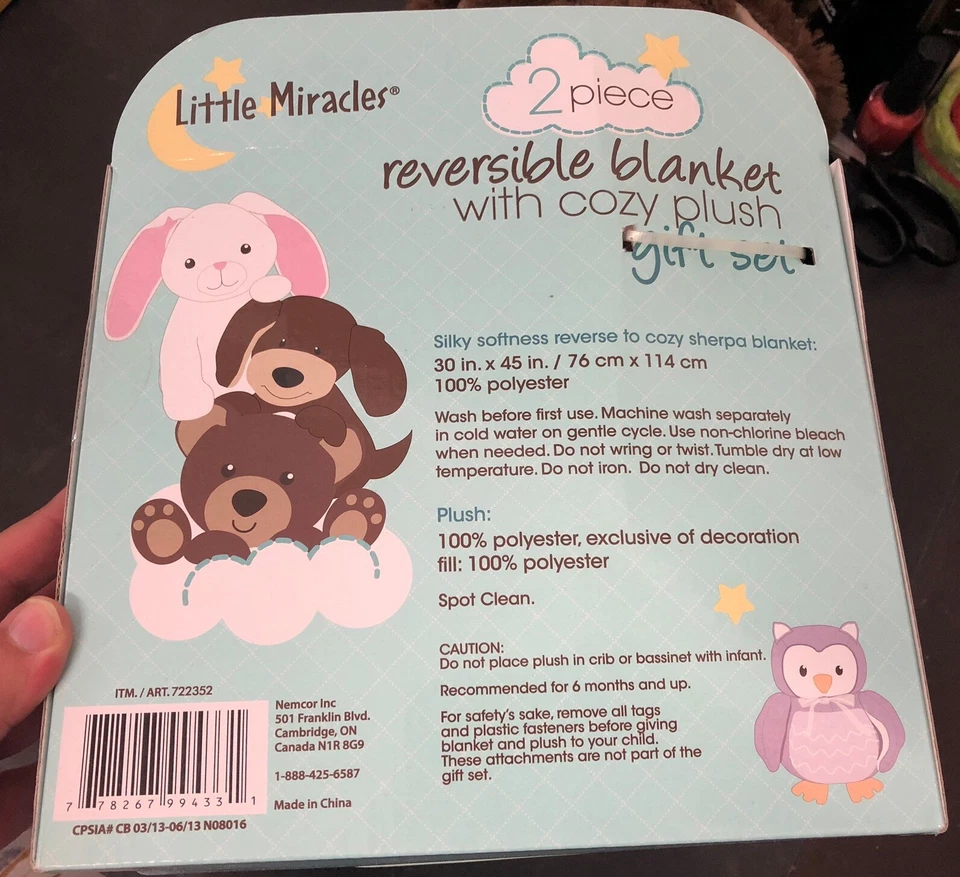 Little Miracles®
2 piece
reversible blanket
with cozy plush
gift set
Silky softness reverse to cozy sherpa blanket:
30 in. x 45 in. / 76 cm x 114 cm
100% polyester
Wash before first use. Machine wash separately
in cold water on gentle cycle. Use non-chlorine bleach
when needed. Do not wring or twist. Tumble dry at low
temperature. Do not iron. Do not dry clean.
Plush:
100% polyester, exclusive of decoration
fill: 100% polyester
Spot Clean.
CAUTION:
Do not place plush in crib or bassinet with infant.
Recommended for 6 months and up.
For safety's sake, remove all tags
and plastic fasteners before giving
blanket and plush to your child.
These attachments are not part of the
gift set.
ITM. / ART. 722352
7 78267 99433 1
CPSIA# CB 03/13-06/13 N08016
Nemcor Inc
501 Franklin Blvd.
Cambridge, ON
Canada N1R 8G9
1-888-425-6587
Made in China